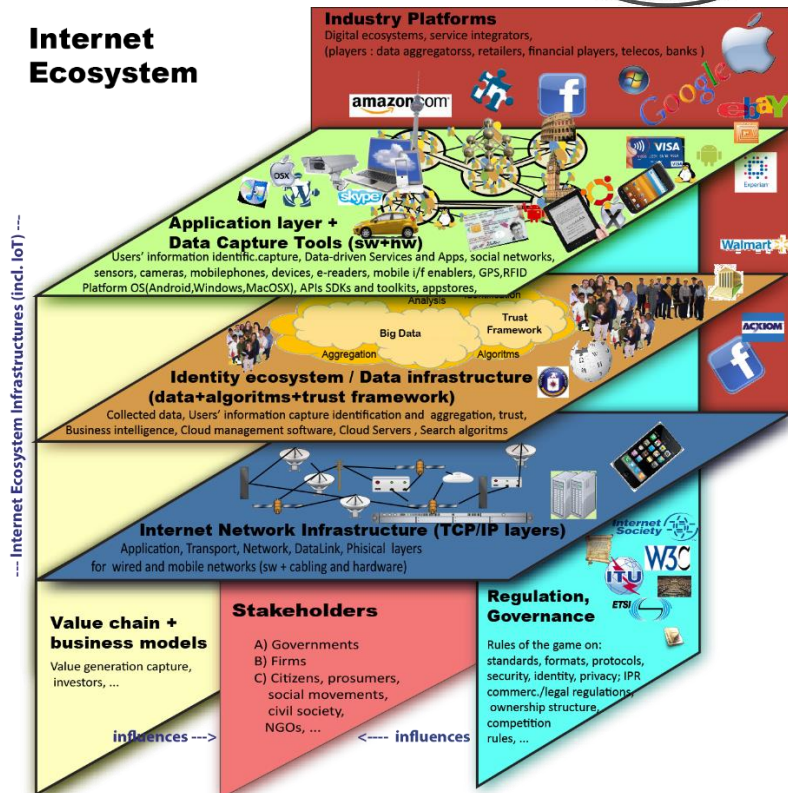 Internet
Ecosystem
Industry Platforms
Digital ecosystems, service integrators,
(players : data aggregatorss, retailers, financial players, telecos, banks )
amazon.com
Google
ebay
VISA
VISA
Experian
OSX
skype
Walmart
Application layer +
Data Capture Tools (sw+hw)
Users' information identific.capture, Data-driven Services and Apps, social networks,
sensors, cameras, mobilephones, devices, e-readers, mobile i/f enablers, GPS,RFID
Platform OS(Android,Windows,MacOSX), APIs SDKs and toolkits, appstores,
Analysis
Big Data
Trust
Framework
Aggregation
Algoritms
ACXIOM
Identity ecosystem / Data infrastructure
(data+algoritms+trust framework)
Collected data, Users' information capture identification and aggregation, trust,
Business intelligence, Cloud management software, Cloud Servers , Search algoritms
Internet Network Infrastructure (TCP/IP layers)
Application, Transport, Network, DataLink, Phisical layers
for wired and mobile networks (sw + cabling and hardware)
--- Internet Ecosystem Infrastructures (incl. IoT) ---
Internet
Society
W3C
ITU
ETSI
Value chain +
business models
Value generation capture,
investors, ...
Stakeholders
A) Governments
B) Firms
C) Citizens, prosumers,
social movements,
civil society,
NGOs, ...
Regulation,
Governance
Rules of the game on:
standards, formats, protocols,
security, identity, privacy; IPR
commerc./legal regulations,
ownership structure,
competition
rules, ...
influences --->
<---- influences